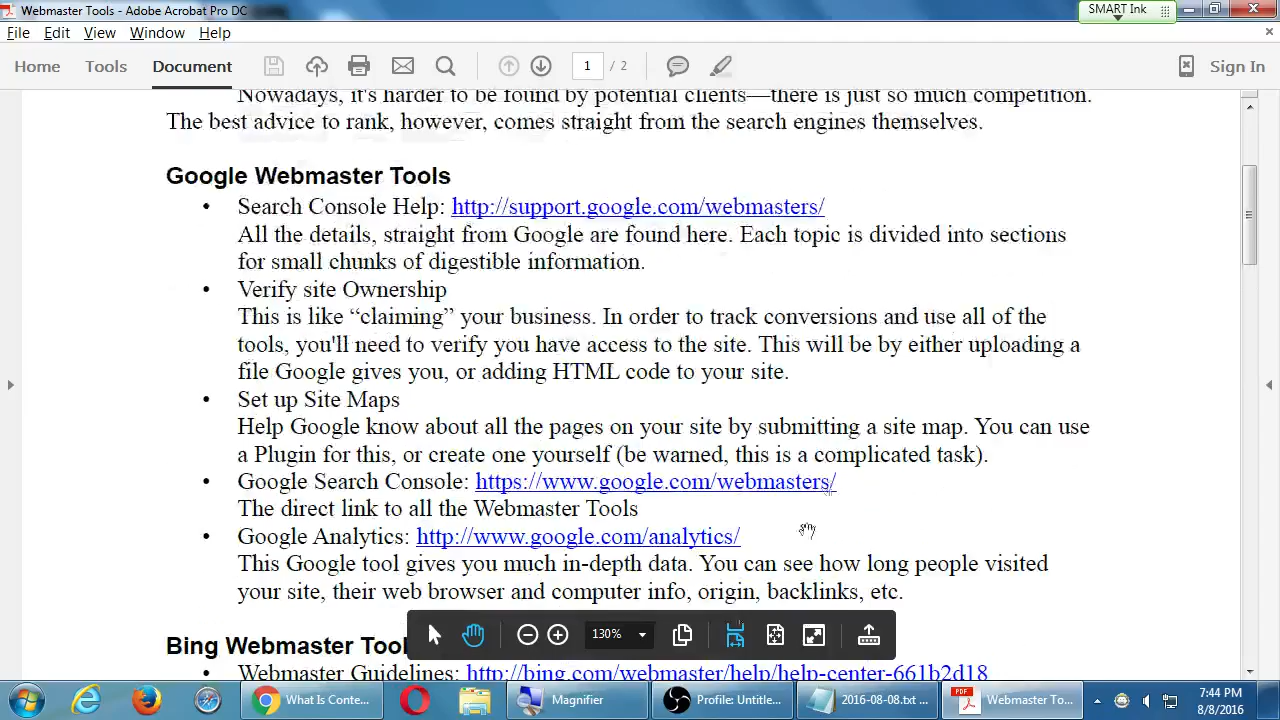 Webmaster Tools - Adobe Acrobat Pro DC
SMART Ink
File Edit View Window Help
Home Tools Document 1 / 2 Sign In
Nowadays, it's harder to be found by potential clients—there is just so much competition.
The best advice to rank, however, comes straight from the search engines themselves.
Google Webmaster Tools
• Search Console Help: http://support.google.com/webmasters/
All the details, straight from Google are found here. Each topic is divided into sections
for small chunks of digestible information.
• Verify site Ownership
This is like “claiming” your business. In order to track conversions and use all of the
tools, you'll need to verify you have access to the site. This will be by either uploading a
file Google gives you, or adding HTML code to your site.
• Set up Site Maps
Help Google know about all the pages on your site by submitting a site map. You can use
a Plugin for this, or create one yourself (be warned, this is a complicated task).
• Google Search Console: https://www.google.com/webmasters/
The direct link to all the Webmaster Tools
• Google Analytics: http://www.google.com/analytics/
This Google tool gives you much in-depth data. You can see how long people visited
your site, their web browser and computer info, origin, backlinks, etc.
130%
Bing Webmaster Tool
• Webmaster Guidelines: http://bing.com/webmaster/help/help-center-661b2d18
What Is Conte... Magnifier Profile: Untitle... 2016-08-08.txt ... Webmaster To... 7:44 PM
8/8/2016